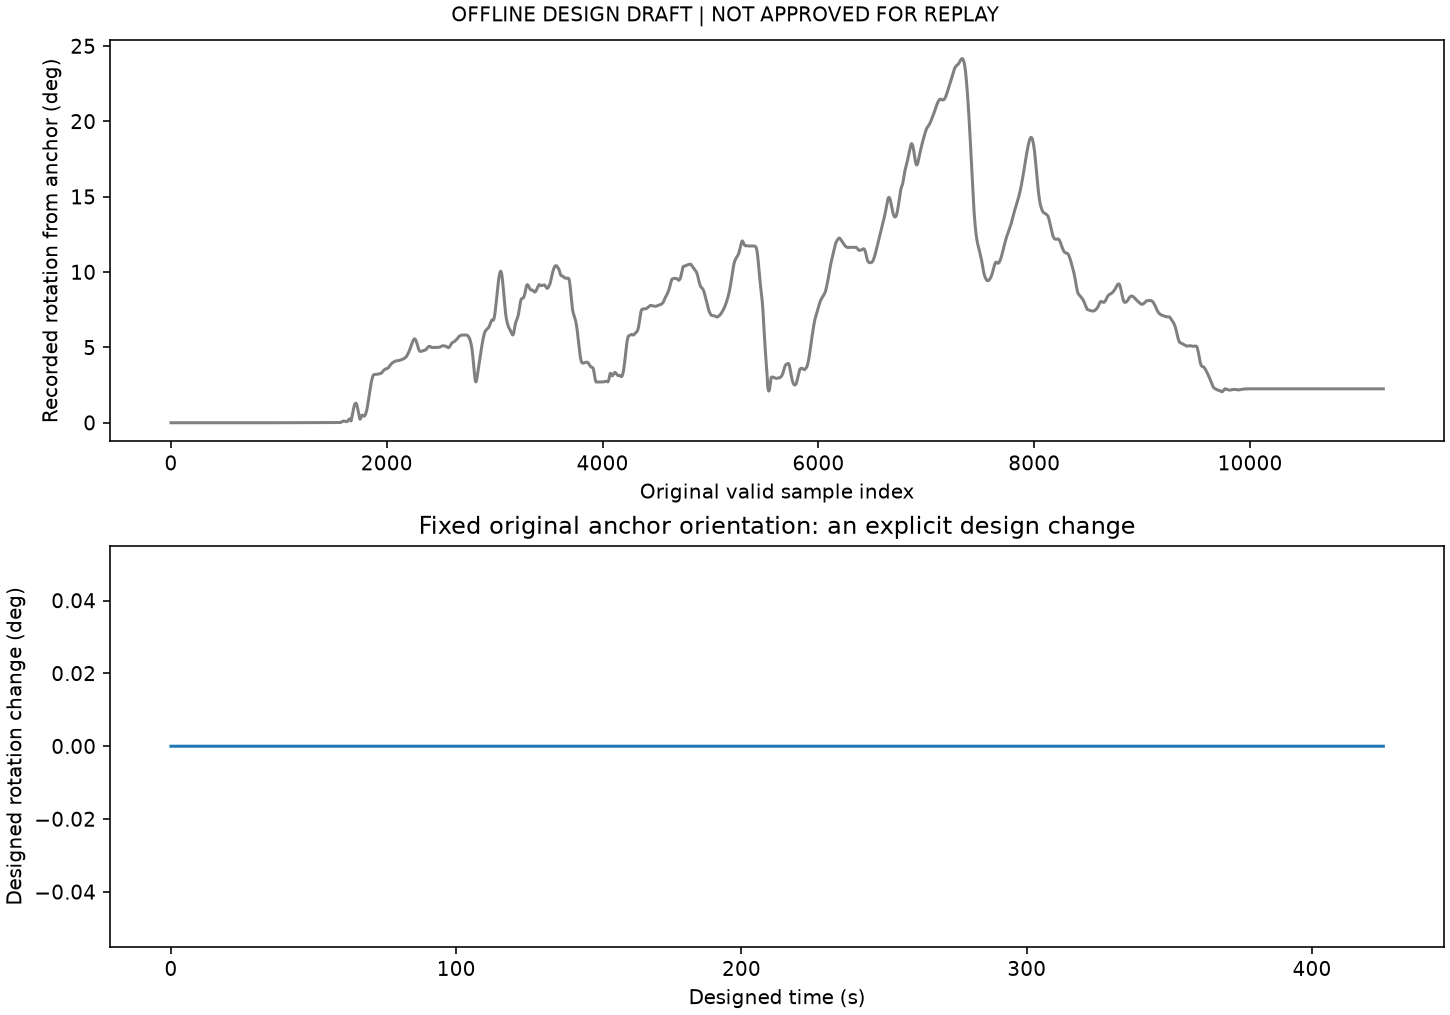 OFFLINE DESIGN DRAFT | NOT APPROVED FOR REPLAY
Recorded rotation from anchor (deg)
25
20
15
10
5
0
0 2000 4000 6000 8000 10000
Original valid sample index
Fixed original anchor orientation: an explicit design change
Designed rotation change (deg)
0.04
0.02
0.00
−0.02
−0.04
0 100 200 300 400
Designed time (s)